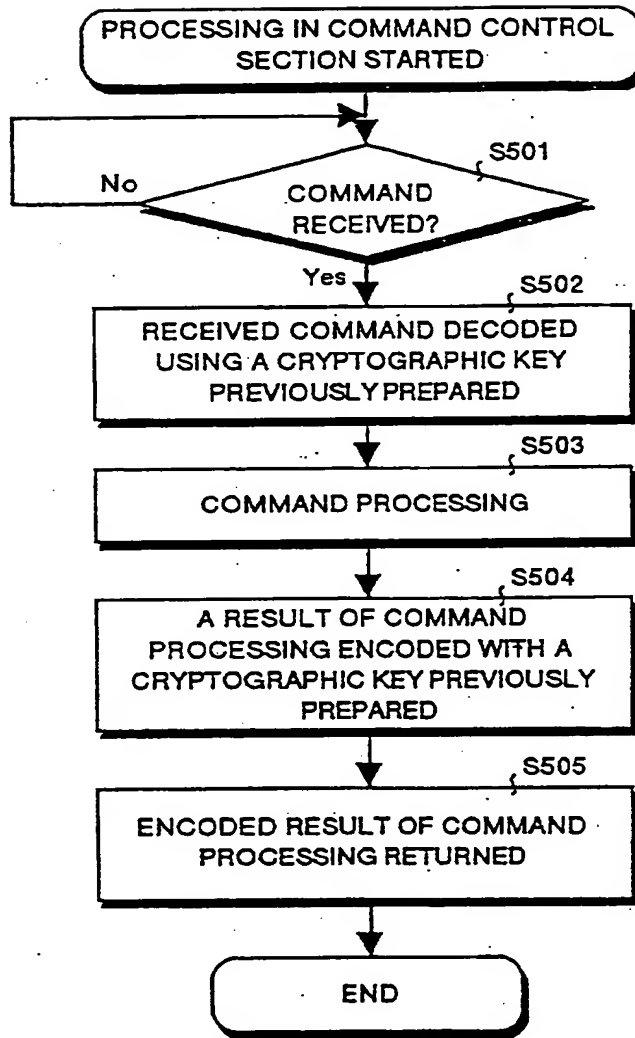 PROCESSING IN COMMAND CONTROL
SECTION STARTED
S501
No
COMMAND
RECEIVED?
Yes
S502
RECEIVED COMMAND DECODED
USING A CRYPTOGRAPHIC KEY
PREVIOUSLY PREPARED
S503
COMMAND PROCESSING
S504
A RESULT OF COMMAND
PROCESSING ENCODED WITH A
CRYPTOGRAPHIC KEY PREVIOUSLY
PREPARED
S505
ENCODED RESULT OF COMMAND
PROCESSING RETURNED
END